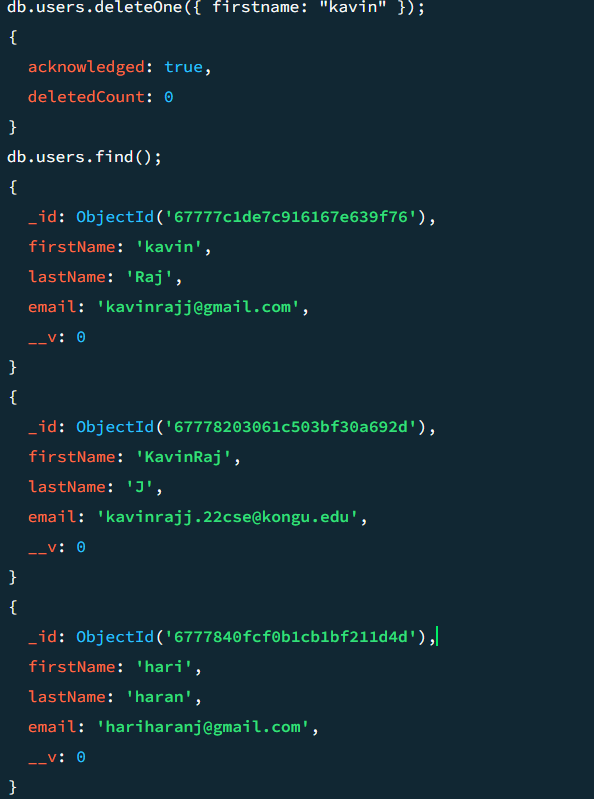 db.users.deleteOne({ firstname: "kavin" });
{
  acknowledged: true,
  deletedCount: 0
}
db.users.find();
{
  _id: ObjectId('67777c1de7c916167e639f76'),
  firstName: 'kavin',
  lastName: 'Raj',
  email: 'kavinrajj@gmail.com',
  __v: 0
}
{
  _id: ObjectId('67778203061c503bf30a692d'),
  firstName: 'KavinRaj',
  lastName: 'J',
  email: 'kavinrajj.22cse@kongu.edu',
  __v: 0
}
{
  _id: ObjectId('6777840fcf0b1cb1bf211d4d'),
  firstName: 'hari',
  lastName: 'haran',
  email: 'hariharanj@gmail.com',
  __v: 0
}